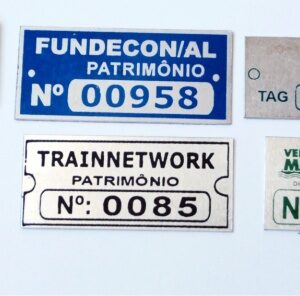 FUNDECON/AL
PATRIMÔNIO
Nº 00958
TAG
TRAINNETWORK
PATRIMÔNIO
Nº: 0085